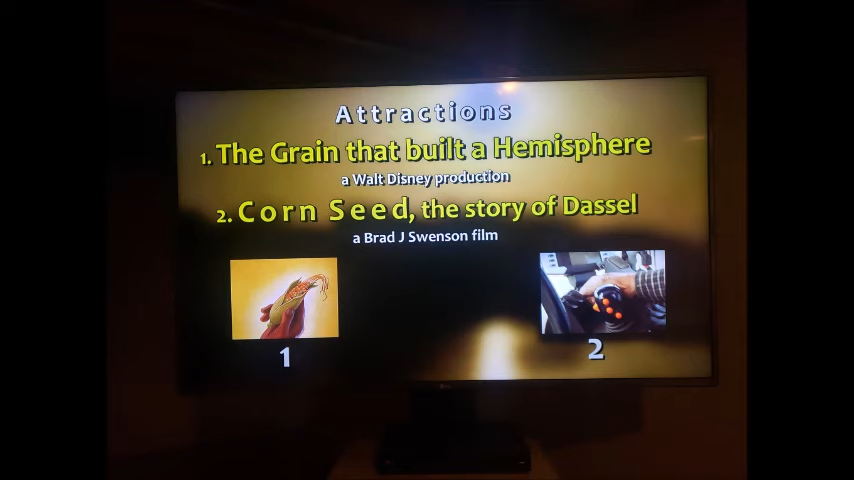 Attractions
1. The Grain that built a Hemisphere
a Walt Disney production
2. Corn Seed, the story of Dassel
a Brad J Swenson film
1
2
LG